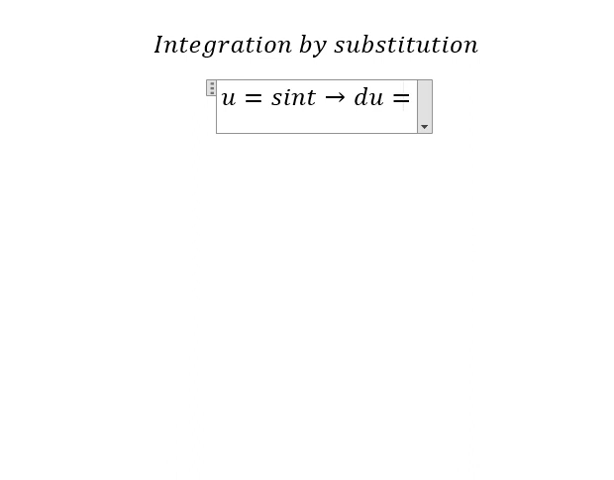 Integration by substitution
u = sint → du =